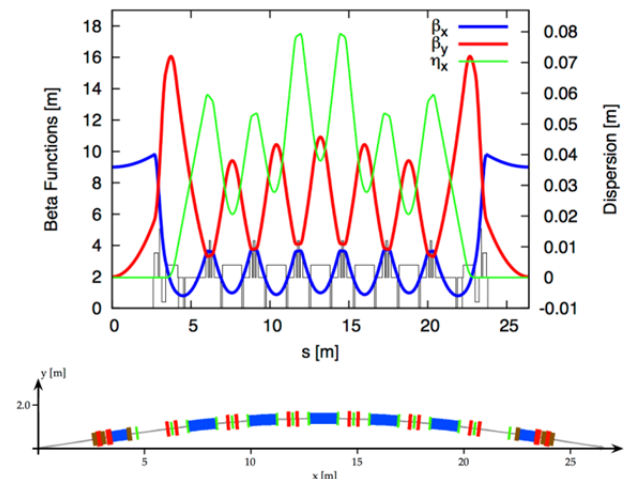 βx
βy
ηx
18
16
14
12
10
8
6
4
2
0
Beta Functions [m]
0.08
0.07
0.06
0.05
0.04
0.03
0.02
0.01
0
-0.01
Dispersion [m]
0 5 10 15 20 25
s [m]
y [m]
2.0
5 10 15 20 25
x [m]